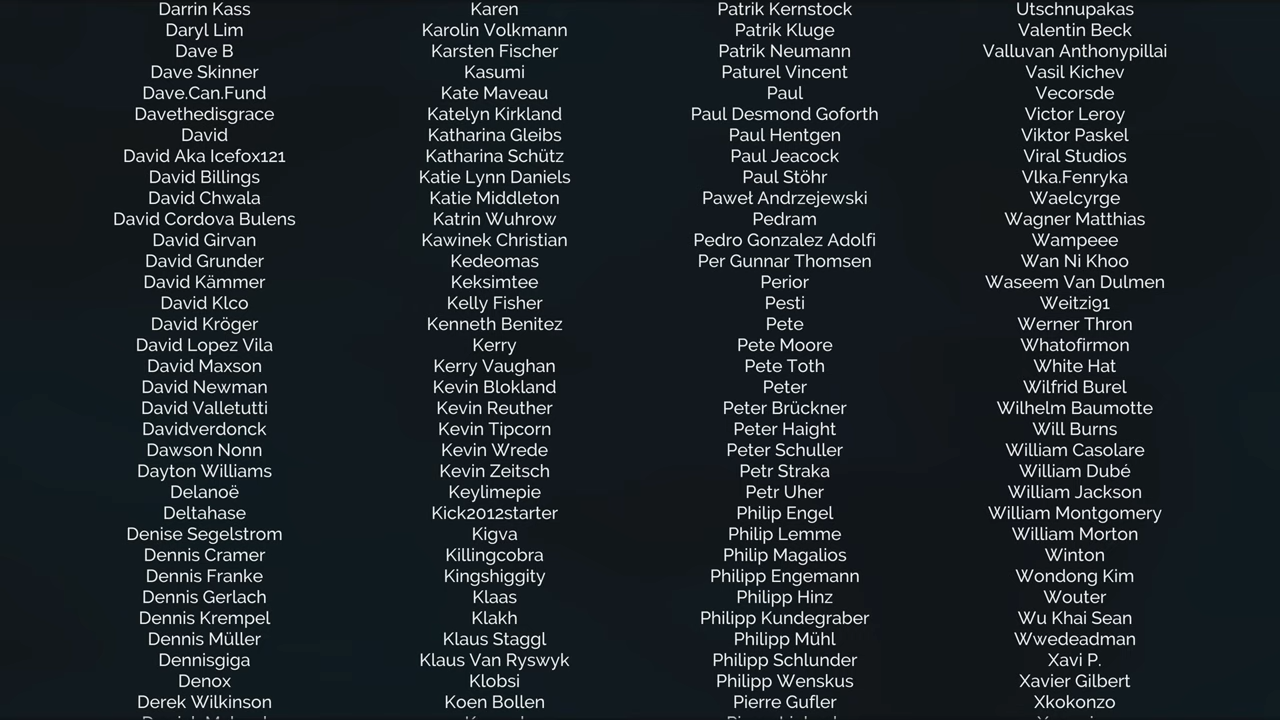 Darrin Kass
Daryl Lim
Dave B
Dave Skinner
Dave.Can.Fund
Davethedisgrace
David
David Aka Icefox121
David Billings
David Chwala
David Cordova Bulens
David Girvan
David Grunder
David Kämmer
David Klco
David Kröger
David Lopez Vila
David Maxson
David Newman
David Valletutti
Davidverdonck
Dawson Nonn
Dayton Williams
Delanoë
Deltahase
Denise Segelstrom
Dennis Cramer
Dennis Franke
Dennis Gerlach
Dennis Krempel
Dennis Müller
Dennisgiga
Denox
Derek Wilkinson
Karen
Karolin Volkmann
Karsten Fischer
Kasumi
Kate Maveau
Katelyn Kirkland
Katharina Gleibs
Katharina Schütz
Katie Lynn Daniels
Katie Middleton
Katrin Wuhrow
Kawinek Christian
Kedeomas
Keksimtee
Kelly Fisher
Kenneth Benitez
Kerry
Kerry Vaughan
Kevin Blokland
Kevin Reuther
Kevin Tipcorn
Kevin Wrede
Kevin Zeitsch
Keylimepie
Kick2012starter
Kigva
Killingcobra
Kingshiggity
Klaas
Klakh
Klaus Staggl
Klaus Van Ryswyk
Klobsi
Koen Bollen
Patrik Kernstock
Patrik Kluge
Patrik Neumann
Paturel Vincent
Paul
Paul Desmond Goforth
Paul Hentgen
Paul Jeacock
Paul Stöhr
Paweł Andrzejewski
Pedram
Pedro Gonzalez Adolfi
Per Gunnar Thomsen
Perior
Pesti
Pete
Pete Moore
Pete Toth
Peter
Peter Brückner
Peter Haight
Peter Schuller
Petr Straka
Petr Uher
Philip Engel
Philip Lemme
Philip Magalios
Philipp Engemann
Philipp Hinz
Philipp Kundegraber
Philipp Mühl
Philipp Schlunder
Philipp Wenskus
Pierre Gufler
Utschnupakas
Valentin Beck
Valluvan Anthonypillai
Vasil Kichev
Vecorsde
Victor Leroy
Viktor Paskel
Viral Studios
Vlka.Fenryka
Waelcyrge
Wagner Matthias
Wampeee
Wan Ni Khoo
Waseem Van Dulmen
Weitzi91
Werner Thron
Whatofirmon
White Hat
Wilfrid Burel
Wilhelm Baumotte
Will Burns
William Casolare
William Dubé
William Jackson
William Montgomery
William Morton
Winton
Wondong Kim
Wouter
Wu Khai Sean
Wwedeadman
Xavi P.
Xavier Gilbert
Xkokonzo